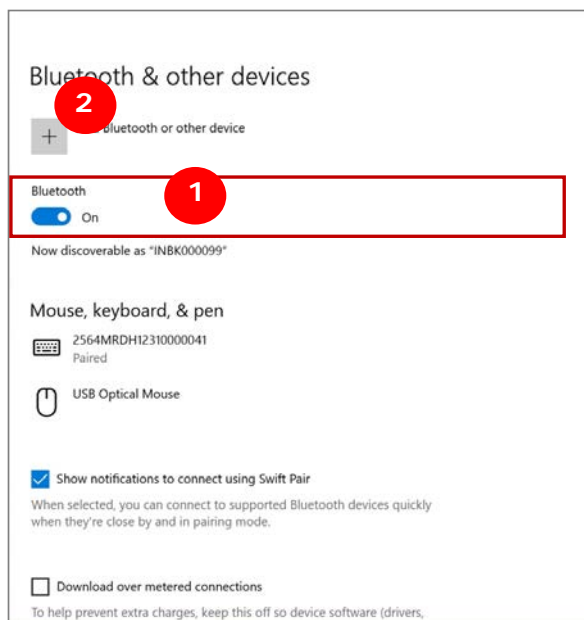 Bluetooth & other devices
2
+
Bluetooth or other device
Bluetooth
1
On
Now discoverable as "INBK000099"
Mouse, keyboard, & pen
2564MRDH12310000041
Paired
USB Optical Mouse
Show notifications to connect using Swift Pair
When selected, you can connect to supported Bluetooth devices quickly
when they're close by and in pairing mode.
Download over metered connections
To help prevent extra charges, keep this off so device software (drivers,